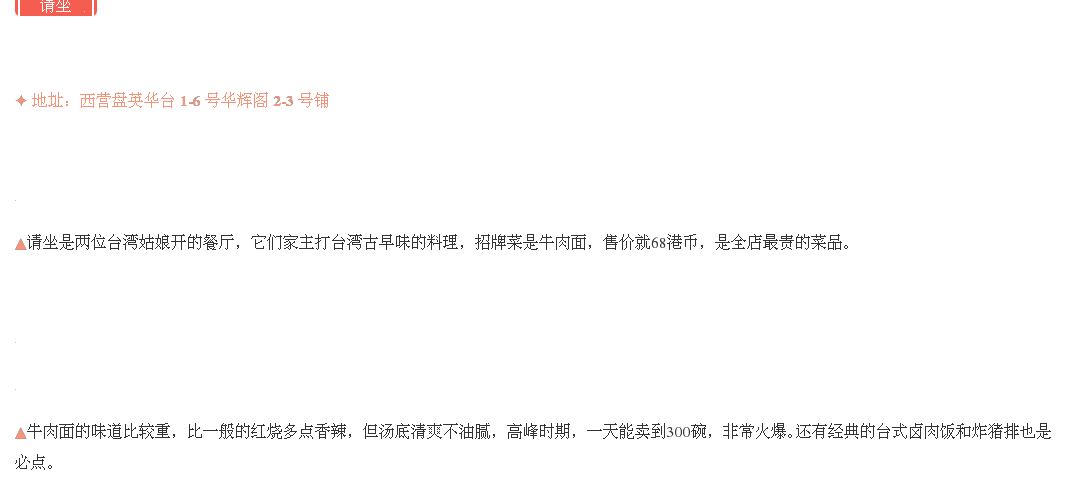 请坐
✦ 地址：西营盘英华台 1-6 号华辉阁 2-3 号铺
▲请坐是两位台湾姑娘开的餐厅，它们家主打台湾古早味的料理，招牌菜是牛肉面，售价就68港币，是全店最贵的菜品。
▲牛肉面的味道比较重，比一般的红烧多点香辣，但汤底清爽不油腻，高峰时期，一天能卖到300碗，非常火爆。还有经典的台式卤肉饭和炸猪排也是
必点。